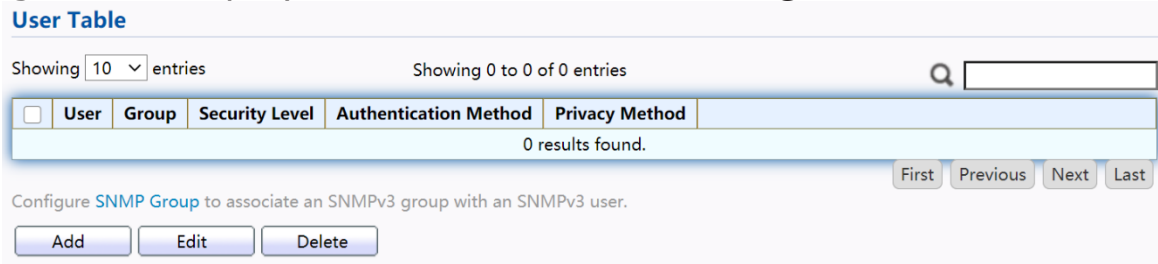 User Table
Showing 10 entries Showing 0 to 0 of 0 entries
User Group Security Level Authentication Method Privacy Method
0 results found.
First Previous Next Last
Configure SNMP Group to associate an SNMPv3 group with an SNMPv3 user.
Add Edit Delete